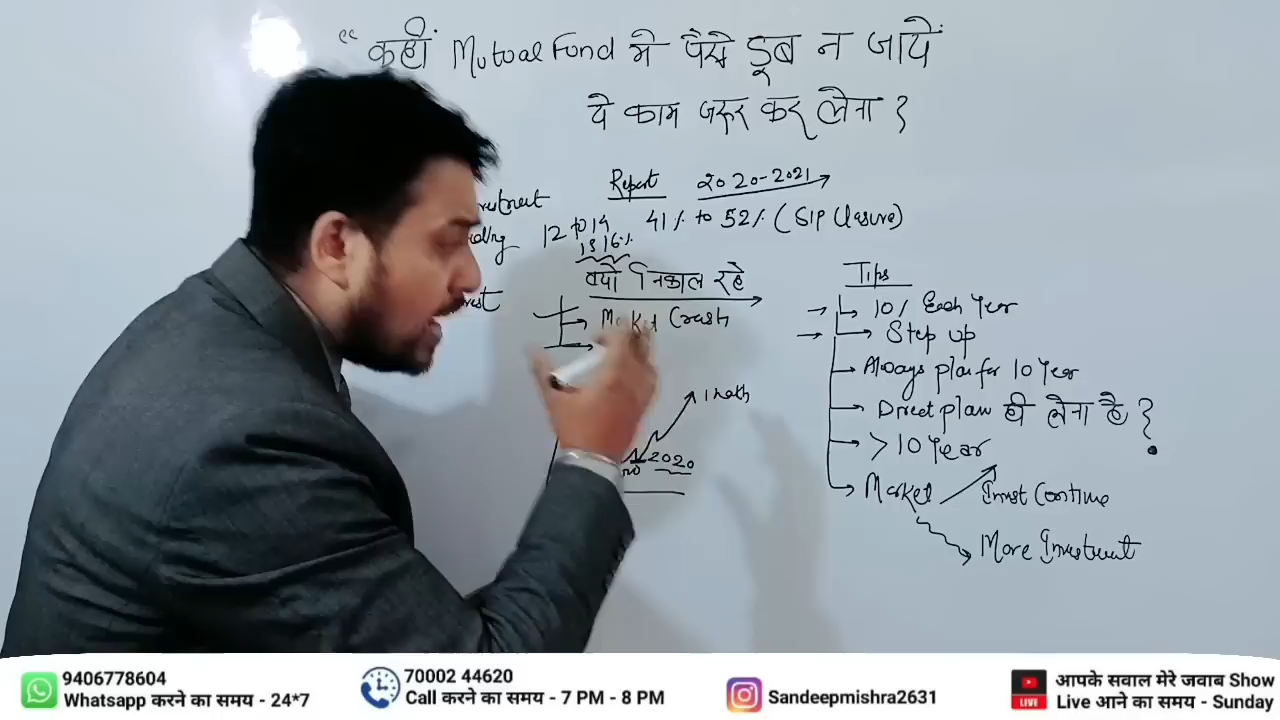 “ कहीं Mutual Fund मे पैसे डूब न जाये
ये काम जरूर कर लेना ?
Report 2020-2021
12 to 14 41% to 52% (SIP Closure)
15 16%
क्यों निकाल रहे
Market Crash
1 Lakh
2020
Tips
10% Each Year
Step up
Always plan for 10 Year
Direct plan ही लेना है ?
> 10 Year
Market Invest Continue
More Investment
9406778604
Whatsapp करने का समय - 24*7
70002 44620
Call करने का समय - 7 PM - 8 PM
Sandeepmishra2631
LIVE
आपके सवाल मेरे जवाब Show
Live आने का समय - Sunday